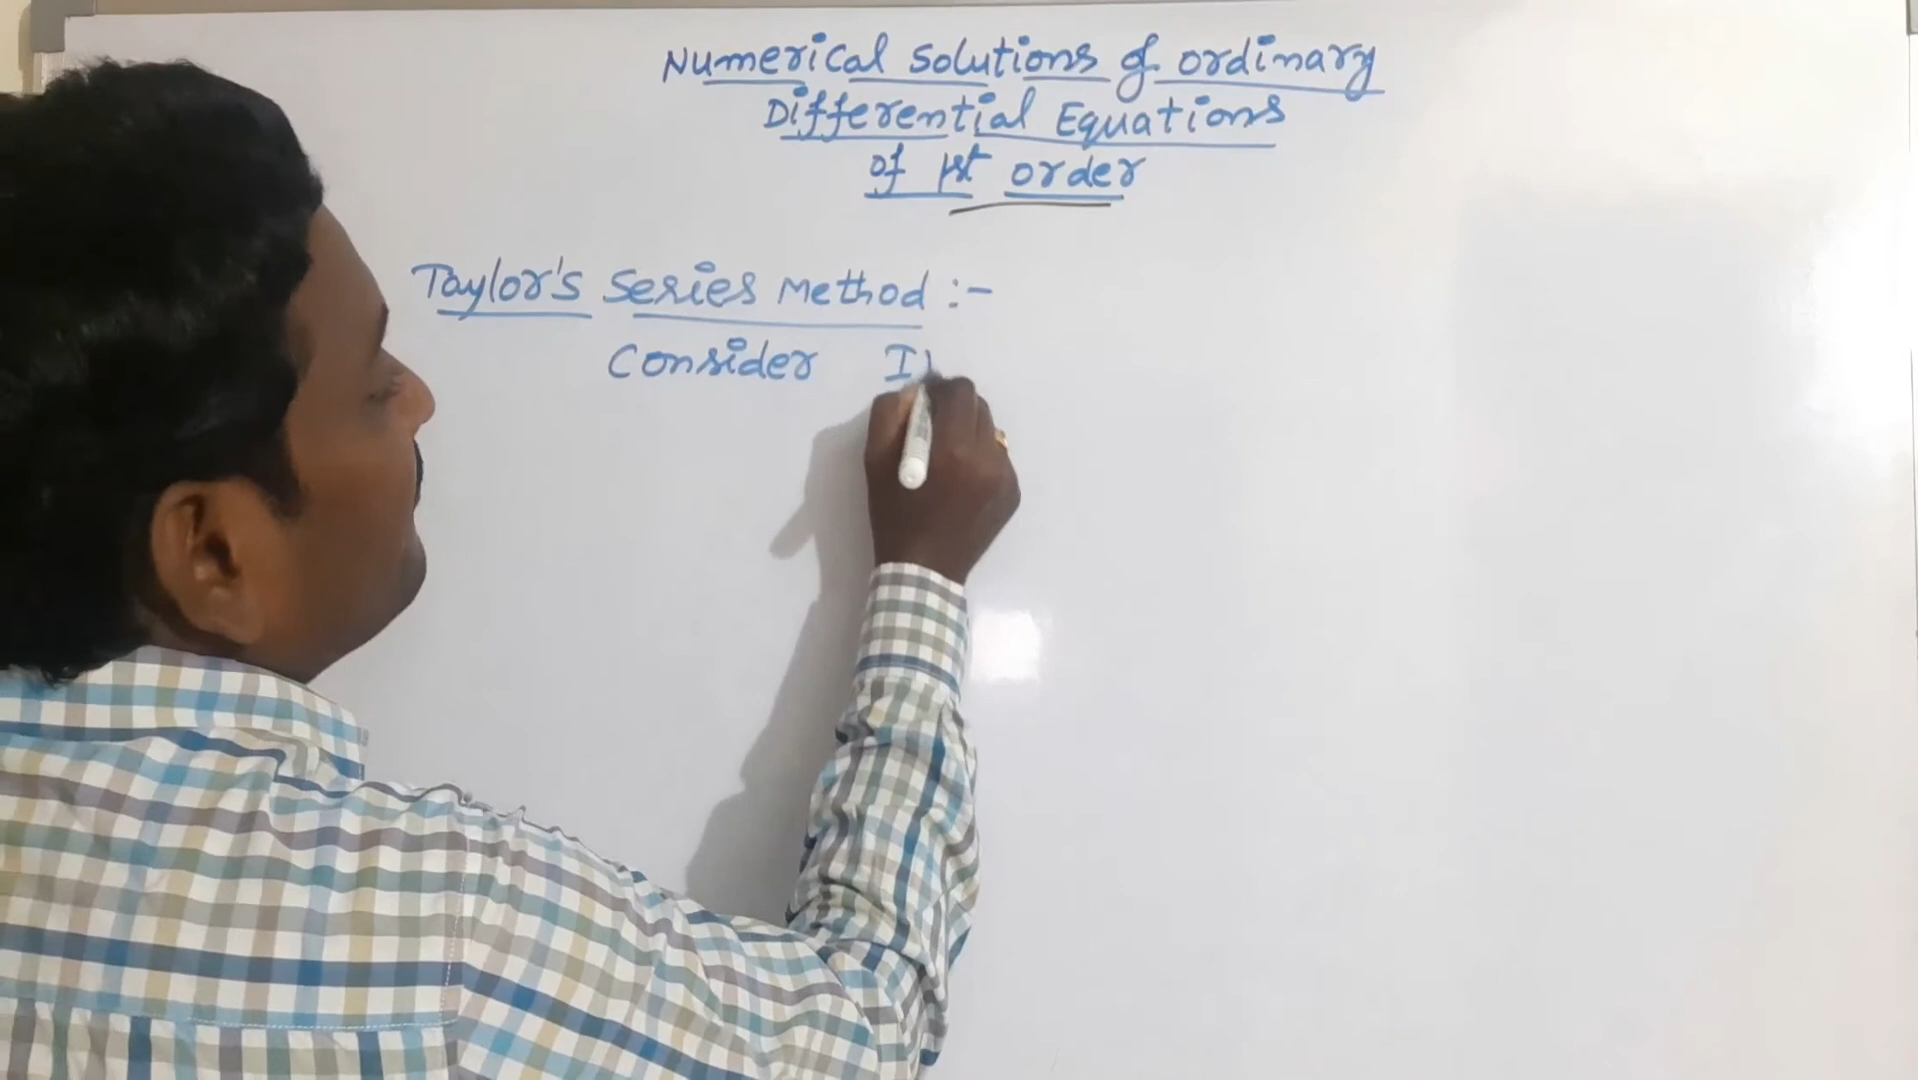 Numerical solutions of ordinary
Differential Equations
of 1st order
Taylor's series Method :-
Consider